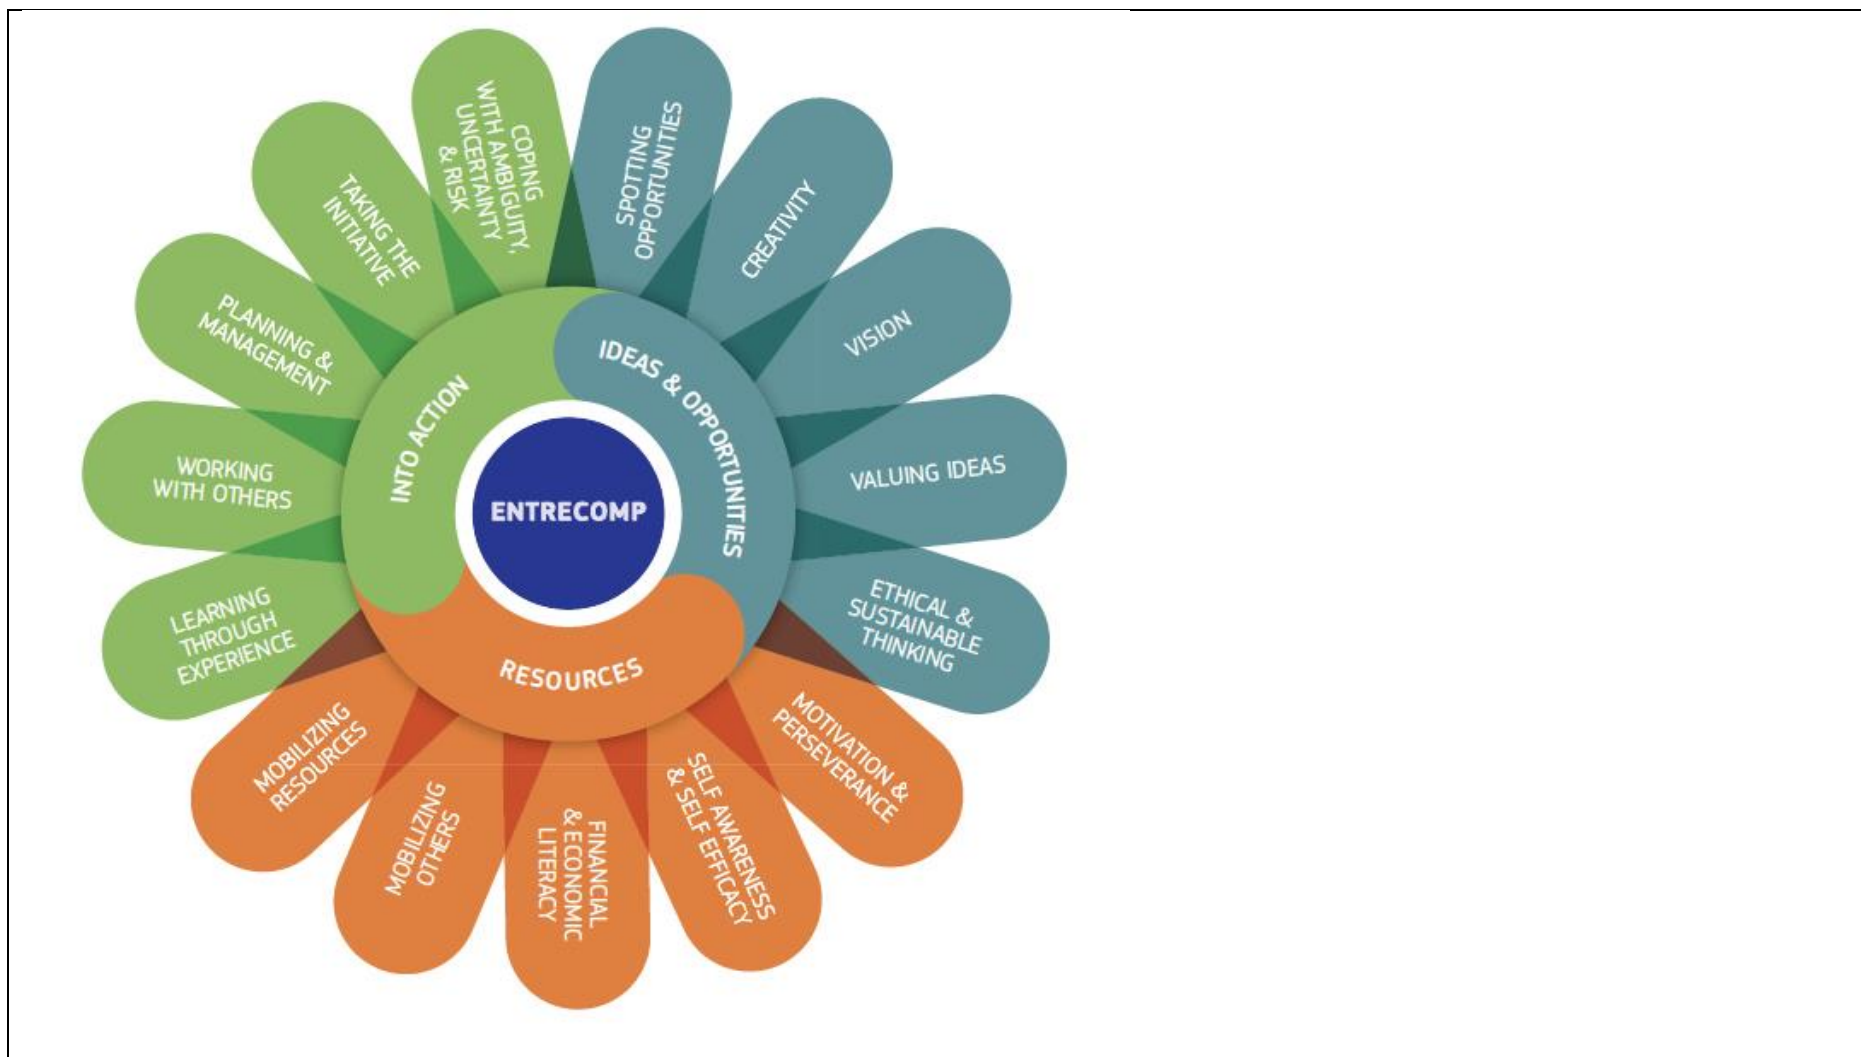 ENTRECOMP
IDEAS & OPPORTUNITIES
RESOURCES
INTO ACTION
SPOTTING
OPPORTUNITIES
CREATIVITY
VISION
VALUING IDEAS
ETHICAL &
SUSTAINABLE
THINKING
MOTIVATION &
PERSEVERANCE
SELF AWARENESS
& SELF EFFICACY
FINANCIAL
& ECONOMIC
LITERACY
MOBILIZING
OTHERS
MOBILIZING
RESOURCES
LEARNING
THROUGH
EXPERIENCE
WORKING
WITH OTHERS
PLANNING &
MANAGEMENT
TAKING THE
INITIATIVE
COPING
WITH AMBIGUITY,
UNCERTAINTY
& RISK